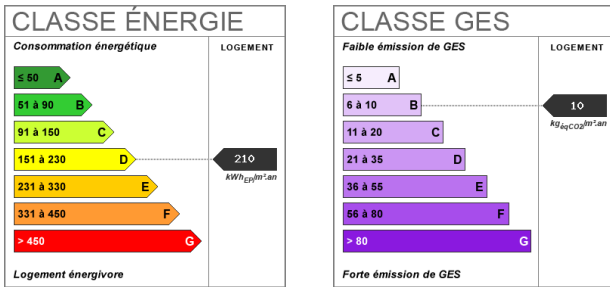 CLASSE ÉNERGIE
Consommation énergétique
LOGEMENT
≤ 50 A
51 à 90 B
91 à 150 C
151 à 230 D
210
kWhEP/m².an
231 à 330 E
331 à 450 F
> 450 G
Logement énergivore
CLASSE GES
Faible émission de GES
LOGEMENT
≤ 5 A
6 à 10 B
10
kgéqCO2/m².an
11 à 20 C
21 à 35 D
36 à 55 E
56 à 80 F
> 80 G
Forte émission de GES